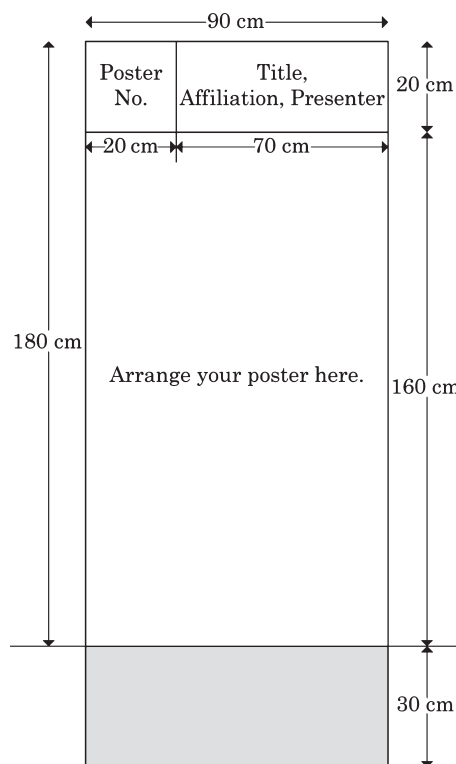 90 cm
Poster
No.
Title,
Affiliation, Presenter
20 cm
20 cm
70 cm
180 cm
Arrange your poster here.
160 cm
30 cm